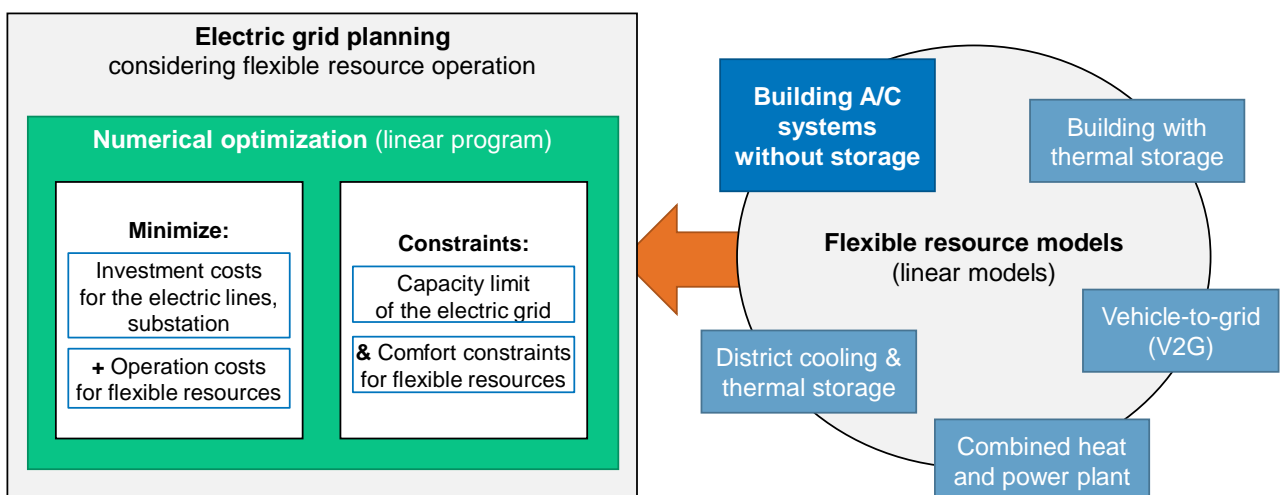 Electric grid planning
considering flexible resource operation
Numerical optimization (linear program)
Minimize:
Investment costs
for the electric lines,
substation
+ Operation costs
for flexible resources
Constraints:
Capacity limit
of the electric grid
& Comfort constraints
for flexible resources
Building A/C
systems
without storage
Building with
thermal storage
Flexible resource models
(linear models)
Vehicle-to-grid
(V2G)
District cooling &
thermal storage
Combined heat
and power plant